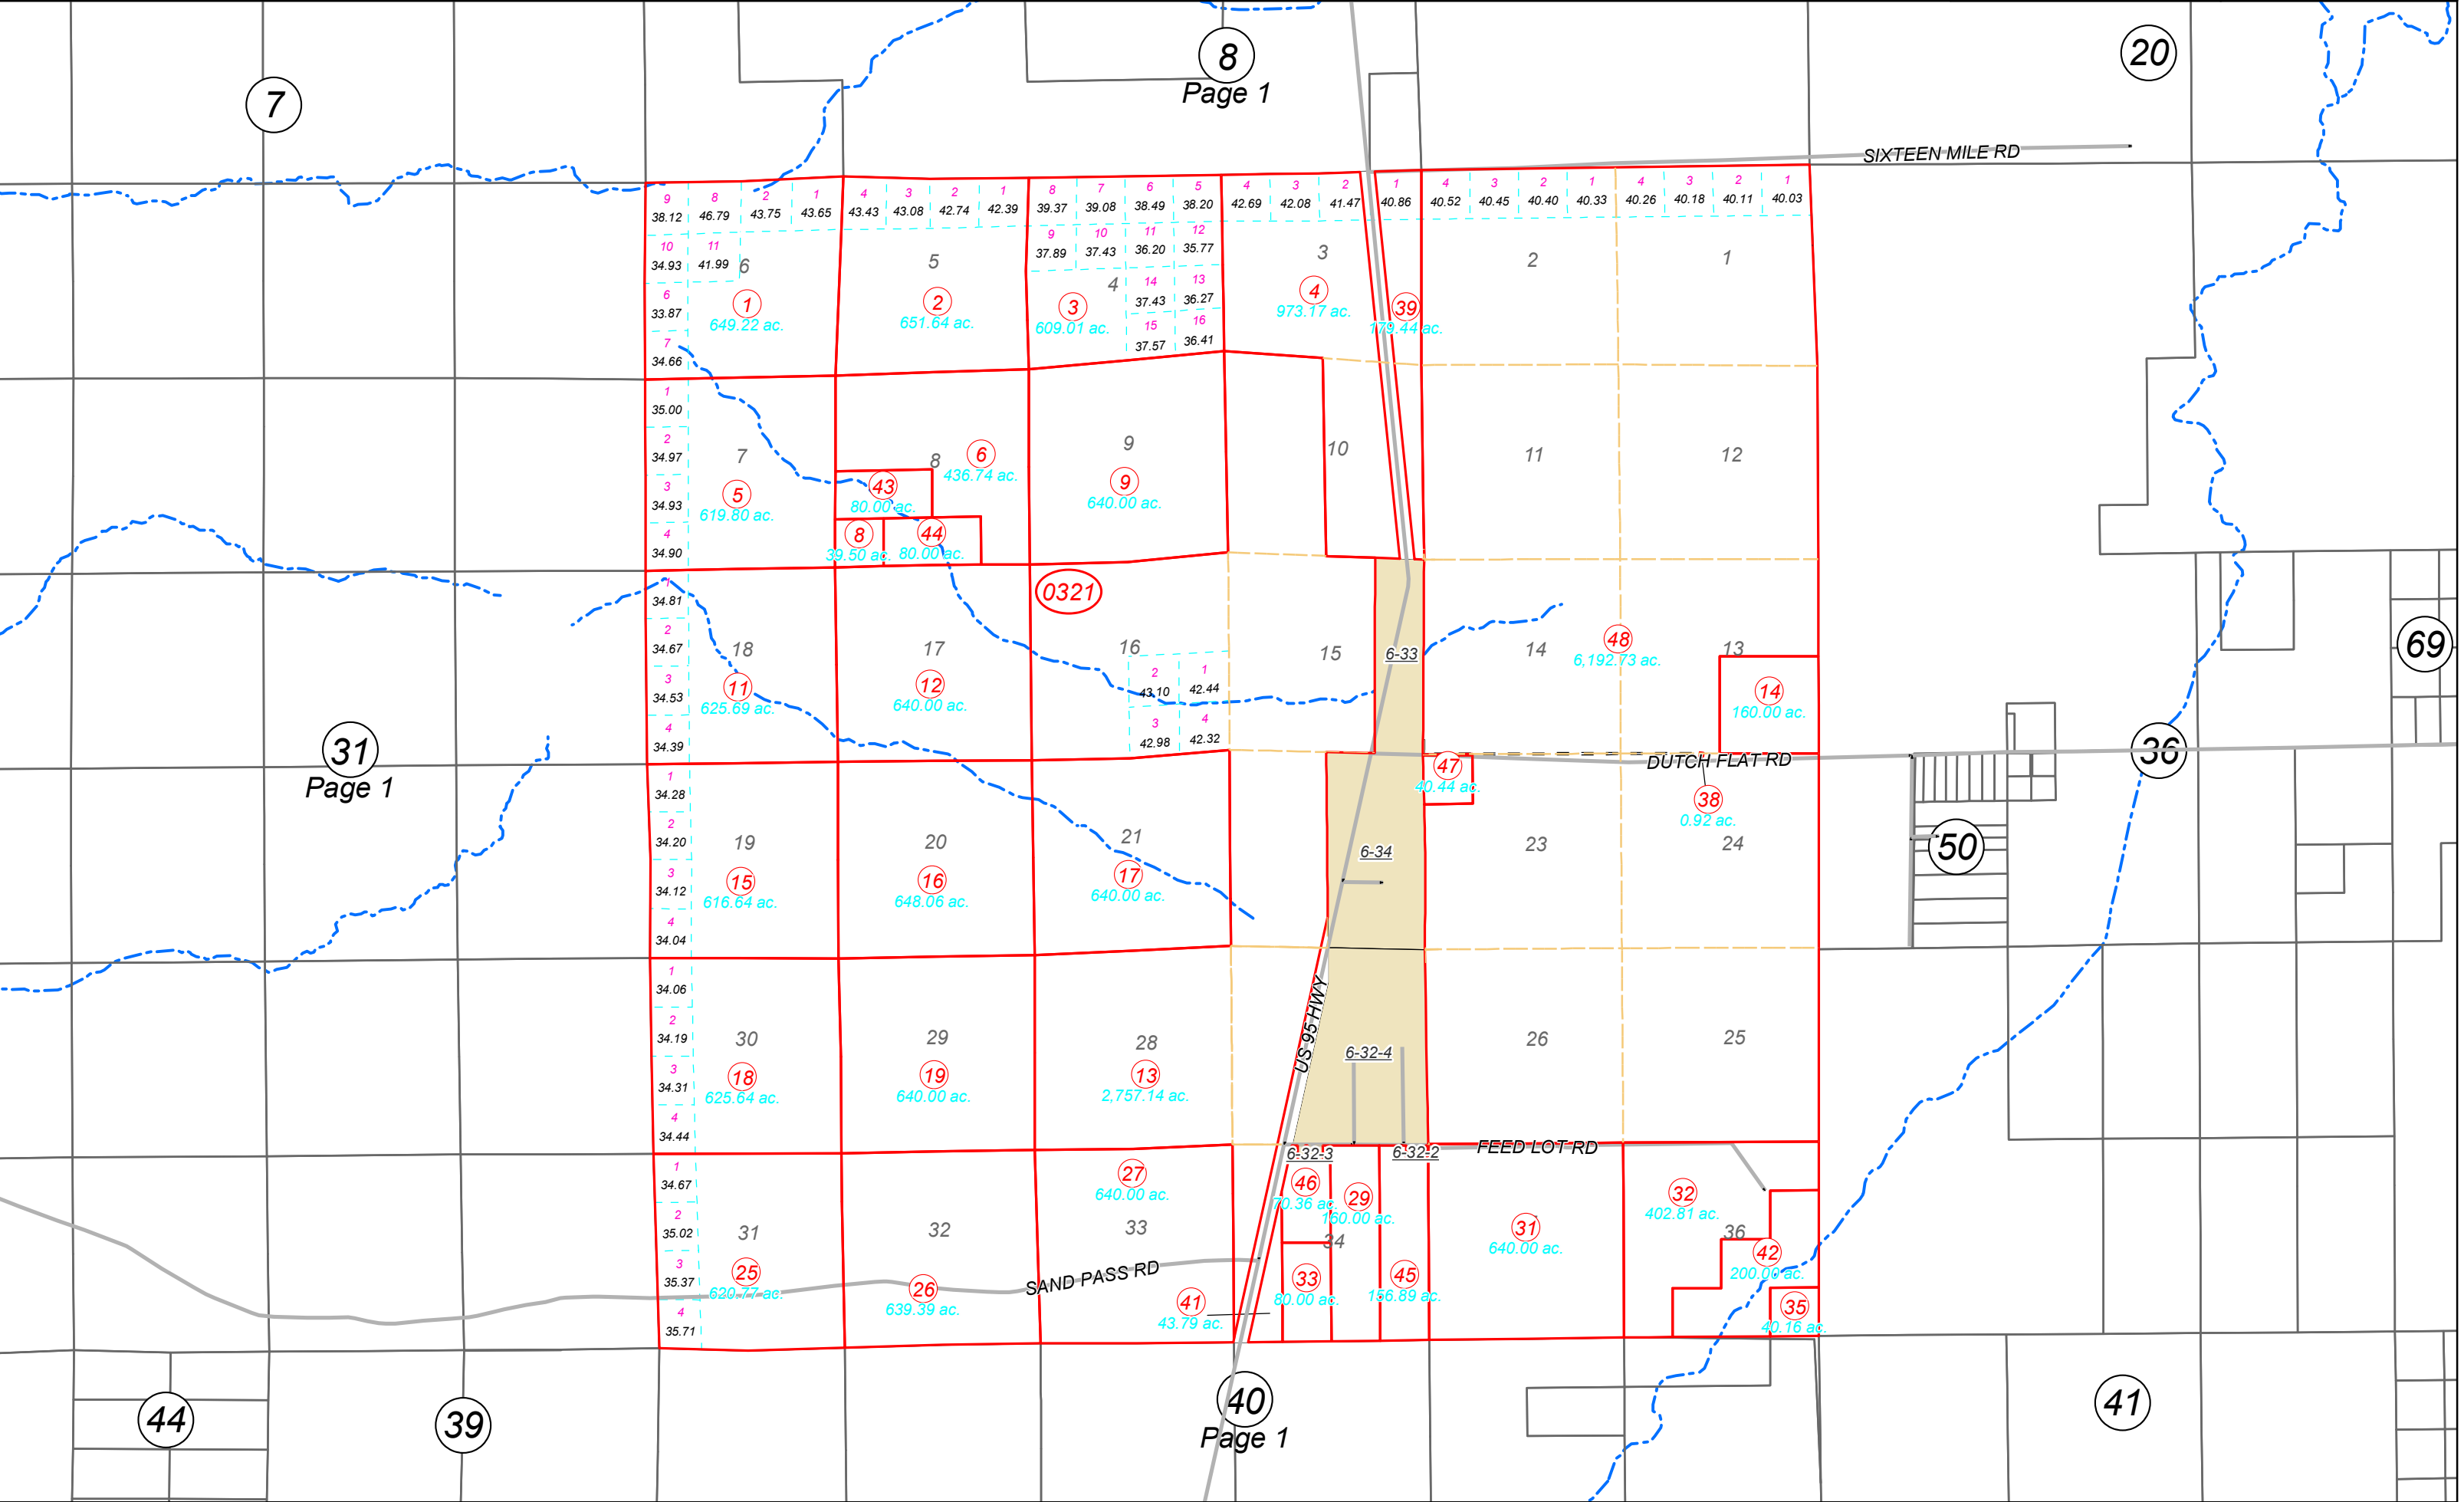 7
8
Page 1
20
SIXTEEN MILE RD
9 8 2 1 4 3 2 1 8 7 6 5 4 3 2 1 4 3 2 1 4 3 2 1
38.12 46.79 43.75 43.65 43.43 43.08 42.74 42.39 39.37 39.08 38.49 38.20 42.69 42.08 41.47 40.86 40.52 40.45 40.40 40.33 40.26 40.18 40.11 40.03
10 11 9 10 11 12
34.93 41.99 37.89 37.43 36.20 35.77
6 5 4 3 2 1
6 14 13
33.87 37.43 36.27
1 2 3 4 39
649.22 ac. 651.64 ac. 609.01 ac. 973.17 ac. 179.44 ac.
7 15 16
34.66 37.57 36.41
1
35.00
2
34.97
3
34.93
4
34.90
7 8 9 10 11 12
5
619.80 ac.
6
436.74 ac.
43
80.00 ac.
8
39.50 ac.
44
80.00 ac.
9
640.00 ac.
0321
1
34.81
2
34.67
3
34.53
4
34.39
18 17 16 15 14 13
11
625.69 ac.
12
640.00 ac.
2 1
43.10 42.44
3 4
42.98 42.32
6-33
48
6,192.73 ac.
14
160.00 ac.
69
31
Page 1
36
DUTCH FLAT RD
47
40.44 ac.
38
0.92 ac.
50
1
34.28
2
34.20
3
34.12
4
34.04
19 20 21 23 24
15
616.64 ac.
16
648.06 ac.
17
640.00 ac.
6-34
1
34.06
2
34.19
3
34.31
4
34.44
30 29 28 26 25
18
625.64 ac.
19
640.00 ac.
13
2,757.14 ac.
US 95 HWY
6-32-4
6-32-3
6-32-2
FEED LOT RD
1
34.67
2
35.02
3
35.37
4
35.71
31 32 33 34 36
27
640.00 ac.
46
70.36 ac.
29
160.00 ac.
31
640.00 ac.
32
402.81 ac.
42
200.00 ac.
25
620.77 ac.
26
639.39 ac.
SAND PASS RD
41
43.79 ac.
33
80.00 ac.
45
156.89 ac.
35
40.16 ac.
44
39
40
Page 1
41